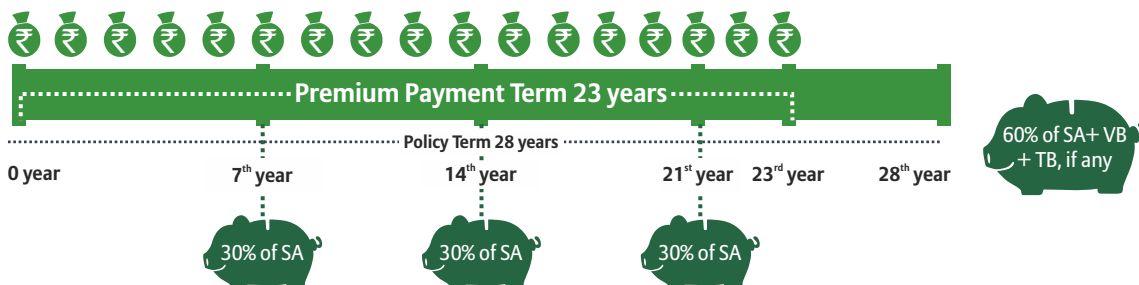 ₹ ₹ ₹ ₹ ₹ ₹ ₹ ₹ ₹ ₹ ₹ ₹ ₹ ₹ ₹ ₹ ₹
Premium Payment Term 23 years
Policy Term 28 years
0 year 7th year 14th year 21st year 23rd year 28th year
60% of SA+ VB
+ TB, if any
30% of SA 30% of SA 30% of SA